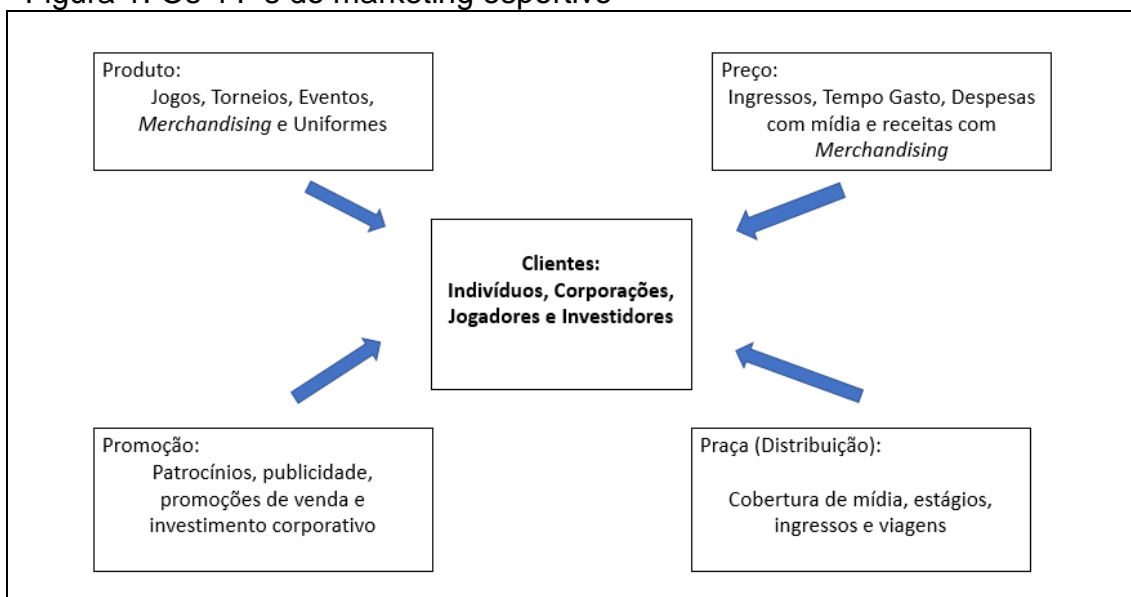 Produto:
Jogos, Torneios, Eventos,
Merchandising e Uniformes
Preço:
Ingressos, Tempo Gasto, Despesas
com mídia e receitas com
Merchandising
Clientes:
Indivíduos, Corporações,
Jogadores e Investidores
Promoção:
Patrocínios, publicidade,
promoções de venda e
investimento corporativo
Praça (Distribuição):
Cobertura de mídia, estágios,
ingressos e viagens